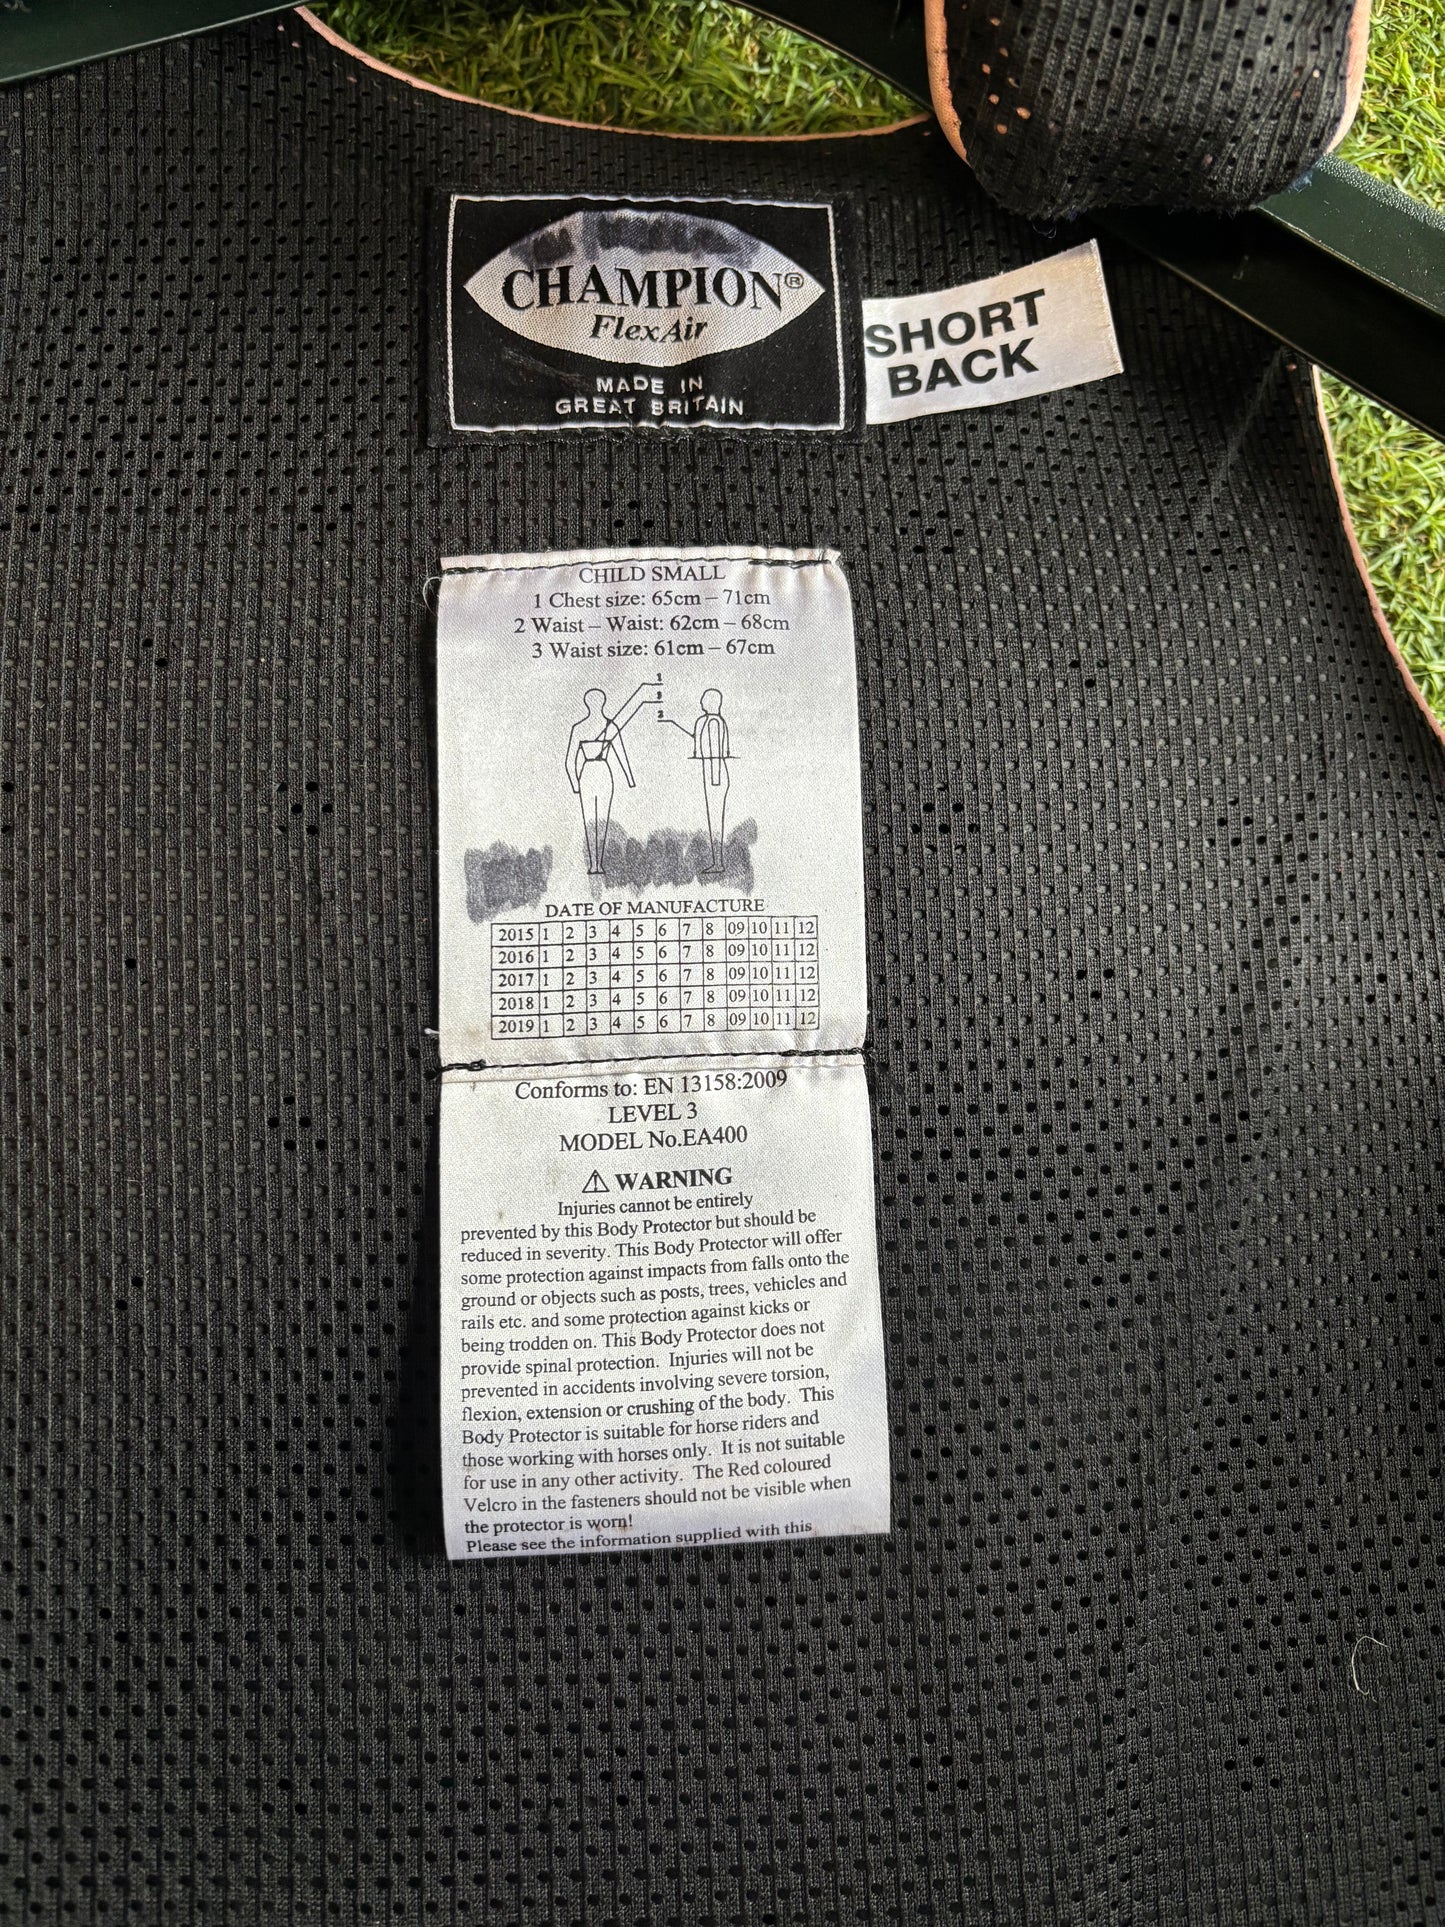 CHAMPION®
FlexAir
MADE IN
GREAT BRITAIN
SHORT
BACK
CHILD SMALL
1 Chest size: 65cm – 71cm
2 Waist – Waist: 62cm – 68cm
3 Waist size: 61cm – 67cm
1
3
2
DATE OF MANUFACTURE
2015 1 2 3 4 5 6 7 8 09 10 11 12
2016 1 2 3 4 5 6 7 8 09 10 11 12
2017 1 2 3 4 5 6 7 8 09 10 11 12
2018 1 2 3 4 5 6 7 8 09 10 11 12
2019 1 2 3 4 5 6 7 8 09 10 11 12
Conforms to: EN 13158:2009
LEVEL 3
MODEL No.EA400
⚠ WARNING
Injuries cannot be entirely
prevented by this Body Protector but should be
reduced in severity. This Body Protector will offer
some protection against impacts from falls onto the
ground or objects such as posts, trees, vehicles and
rails etc. and some protection against kicks or
being trodden on. This Body Protector does not
provide spinal protection. Injuries will not be
prevented in accidents involving severe torsion,
flexion, extension or crushing of the body. This
Body Protector is suitable for horse riders and
those working with horses only. It is not suitable
for use in any other activity. The Red coloured
Velcro in the fasteners should not be visible when
the protector is worn!
Please see the information supplied with this